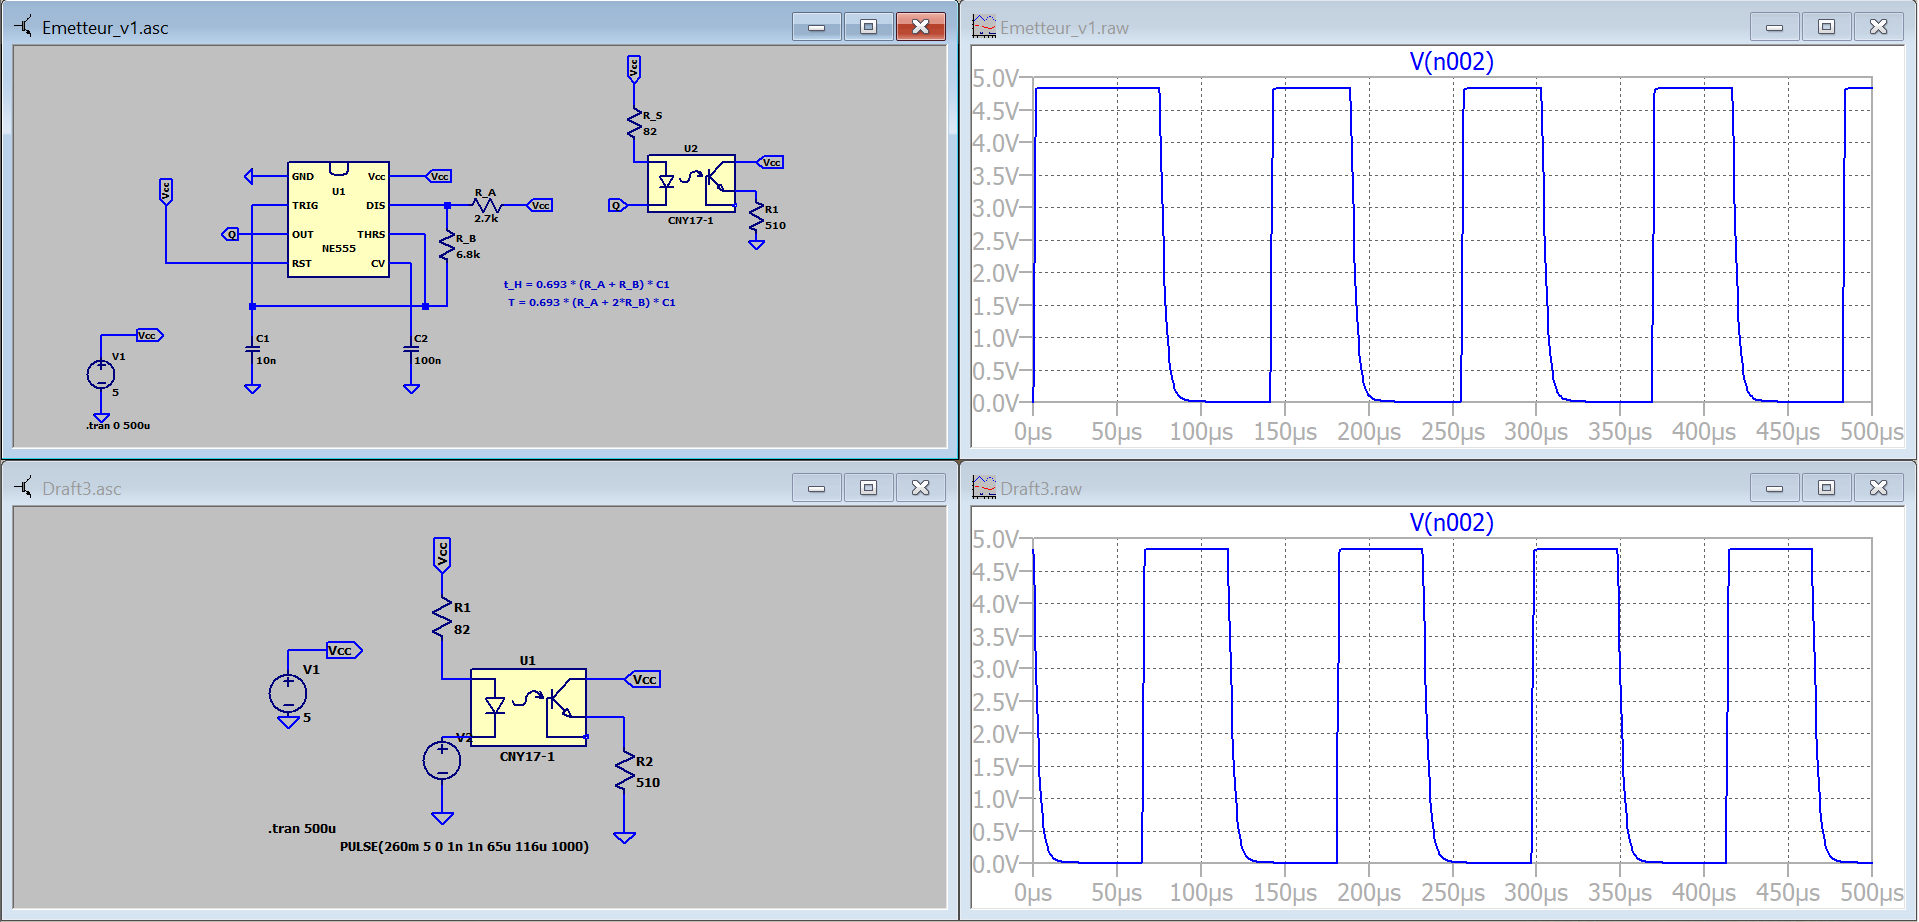 Emetteur_v1.asc
Vcc
R_S
82
U2
Vcc
Q
CNY17-1
R1
510
Vcc
GND
Vcc
Vcc
U1
TRIG
DIS
R_A
2.7k
Vcc
Q
OUT
THRS
NE555
R_B
6.8k
RST
CV
t_H = 0.693 * (R_A + R_B) * C1
T = 0.693 * (R_A + 2*R_B) * C1
Vcc
V1
5
C1
10n
C2
100n
.tran 0 500u
Emetteur_v1.raw
V(n002)
5.0V
4.5V
4.0V
3.5V
3.0V
2.5V
2.0V
1.5V
1.0V
0.5V
0.0V
0µs 50µs 100µs 150µs 200µs 250µs 300µs 350µs 400µs 450µs 500µs
Draft3.asc
Vcc
R1
82
Vcc
V1
5
U1
Vcc
V2
CNY17-1
R2
510
.tran 500u
PULSE(260m 5 0 1n 1n 65u 116u 1000)
Draft3.raw
V(n002)
5.0V
4.5V
4.0V
3.5V
3.0V
2.5V
2.0V
1.5V
1.0V
0.5V
0.0V
0µs 50µs 100µs 150µs 200µs 250µs 300µs 350µs 400µs 450µs 500µs